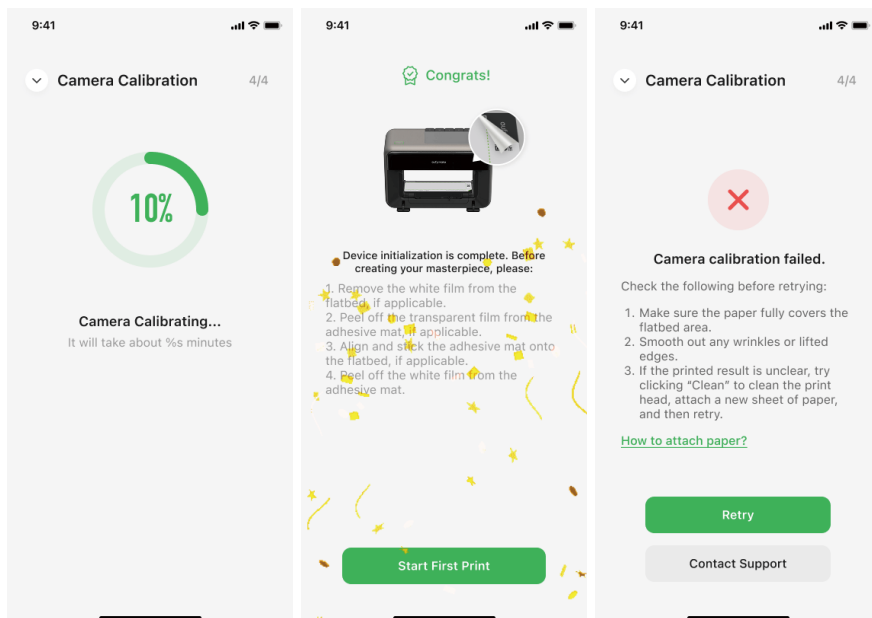 9:41
Camera Calibration
4/4
10%
Camera Calibrating...
It will take about %s minutes
9:41
Congrats!
Device initialization is complete. Before
creating your masterpiece, please:
1. Remove the white film from the
flatbed, if applicable.
2. Peel off the transparent film from the
adhesive mat, if applicable.
3. Align and stick the adhesive mat onto
the flatbed, if applicable.
4. Peel off the white film from the
adhesive mat.
Start First Print
9:41
Camera Calibration
4/4
Camera calibration failed.
Check the following before retrying:
1. Make sure the paper fully covers the
flatbed area.
2. Smooth out any wrinkles or lifted
edges.
3. If the printed result is unclear, try
clicking “Clean” to clean the print
head, attach a new sheet of paper,
and then retry.
How to attach paper?
Retry
Contact Support